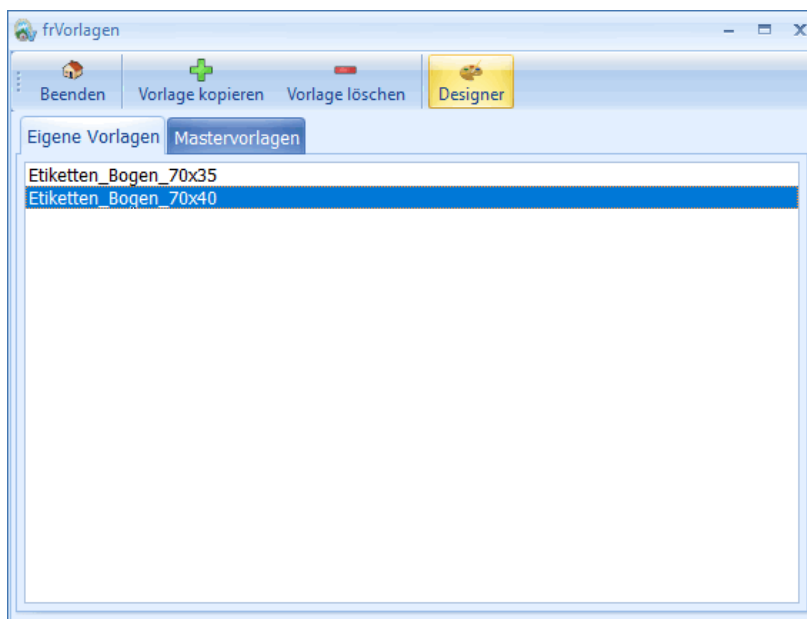 frVorlagen
Beenden Vorlage kopieren Vorlage löschen Designer
Eigene Vorlagen Mastervorlagen
Etiketten_Bogen_70x35
Etiketten_Bogen_70x40